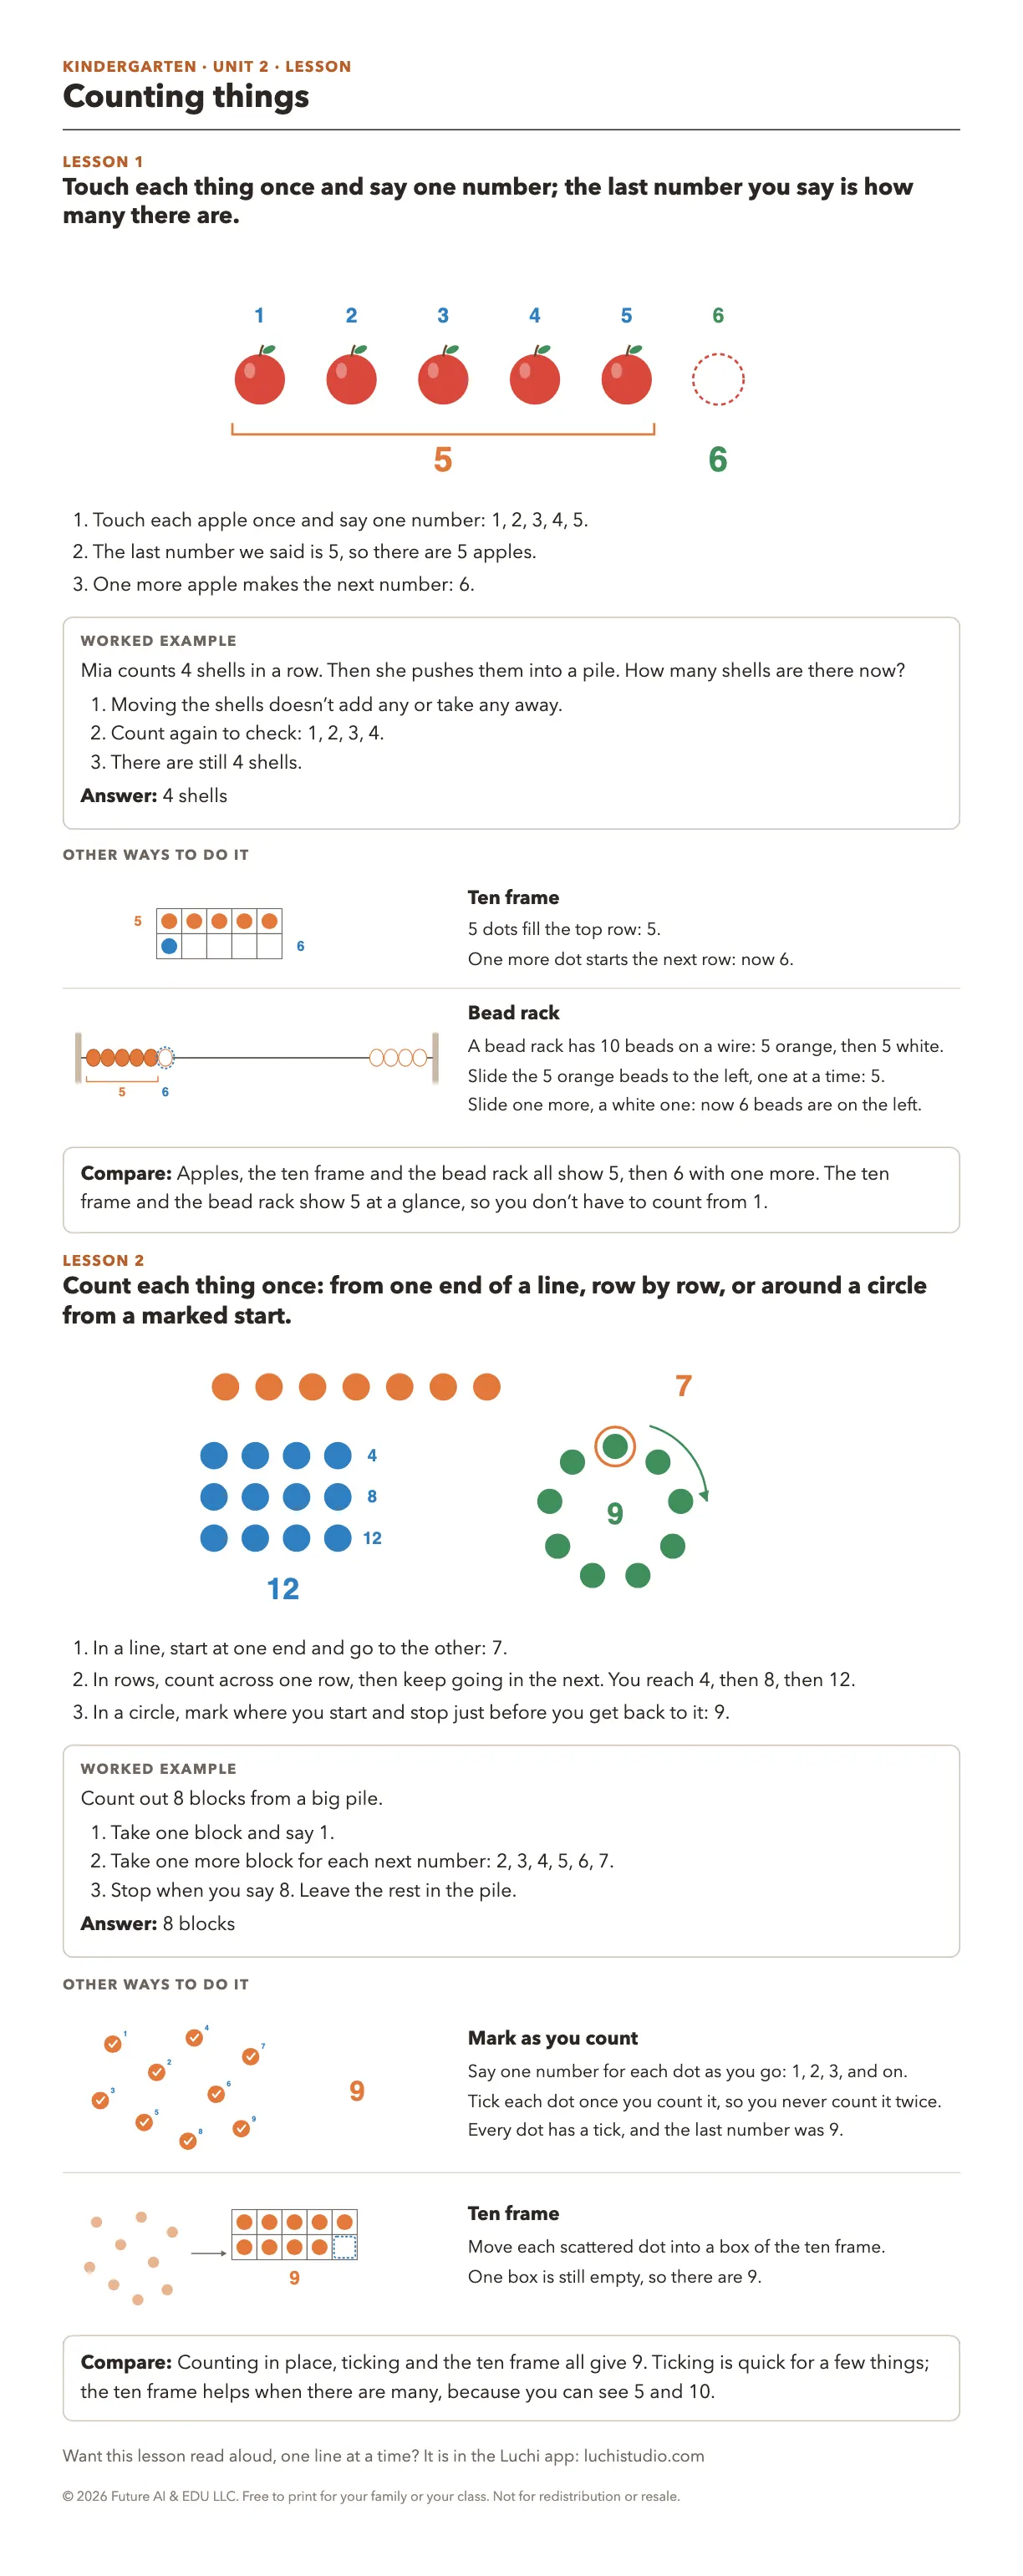 KINDERGARTEN · UNIT 2 · LESSON
Counting things
LESSON 1
Touch each thing once and say one number; the last number you say is how
many there are.
1 2 3 4 5 6
5 6
1. Touch each apple once and say one number: 1, 2, 3, 4, 5.
2. The last number we said is 5, so there are 5 apples.
3. One more apple makes the next number: 6.
WORKED EXAMPLE
Mia counts 4 shells in a row. Then she pushes them into a pile. How many shells are there now?
1. Moving the shells doesn’t add any or take any away.
2. Count again to check: 1, 2, 3, 4.
3. There are still 4 shells.
Answer: 4 shells
OTHER WAYS TO DO IT
5
6
Ten frame
5 dots fill the top row: 5.
One more dot starts the next row: now 6.
5 6
Bead rack
A bead rack has 10 beads on a wire: 5 orange, then 5 white.
Slide the 5 orange beads to the left, one at a time: 5.
Slide one more, a white one: now 6 beads are on the left.
Compare: Apples, the ten frame and the bead rack all show 5, then 6 with one more. The ten
frame and the bead rack show 5 at a glance, so you don’t have to count from 1.
LESSON 2
Count each thing once: from one end of a line, row by row, or around a circle
from a marked start.
7
4
8
12
12
9
1. In a line, start at one end and go to the other: 7.
2. In rows, count across one row, then keep going in the next. You reach 4, then 8, then 12.
3. In a circle, mark where you start and stop just before you get back to it: 9.
WORKED EXAMPLE
Count out 8 blocks from a big pile.
1. Take one block and say 1.
2. Take one more block for each next number: 2, 3, 4, 5, 6, 7.
3. Stop when you say 8. Leave the rest in the pile.
Answer: 8 blocks
OTHER WAYS TO DO IT
1
2
3
4
5
6
7
8
9
9
Mark as you count
Say one number for each dot as you go: 1, 2, 3, and on.
Tick each dot once you count it, so you never count it twice.
Every dot has a tick, and the last number was 9.
9
Ten frame
Move each scattered dot into a box of the ten frame.
One box is still empty, so there are 9.
Compare: Counting in place, ticking and the ten frame all give 9. Ticking is quick for a few things;
the ten frame helps when there are many, because you can see 5 and 10.
Want this lesson read aloud, one line at a time? It is in the Luchi app: luchistudio.com
© 2026 Future AI & EDU LLC. Free to print for your family or your class. Not for redistribution or resale.